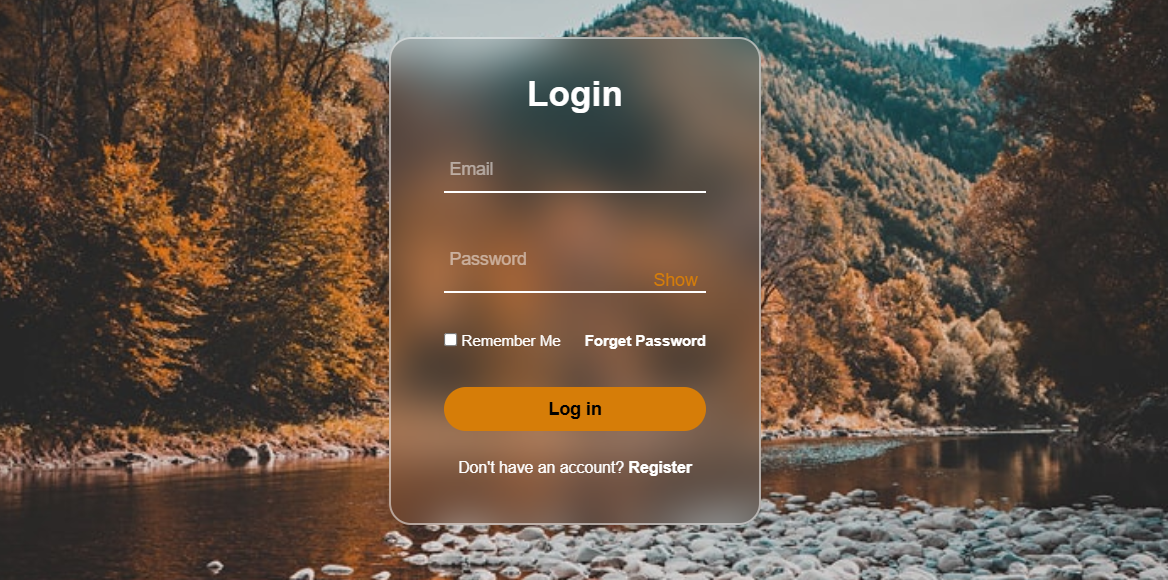 Login
Email
Password
Show
Remember Me Forget Password
Log in
Don't have an account? Register